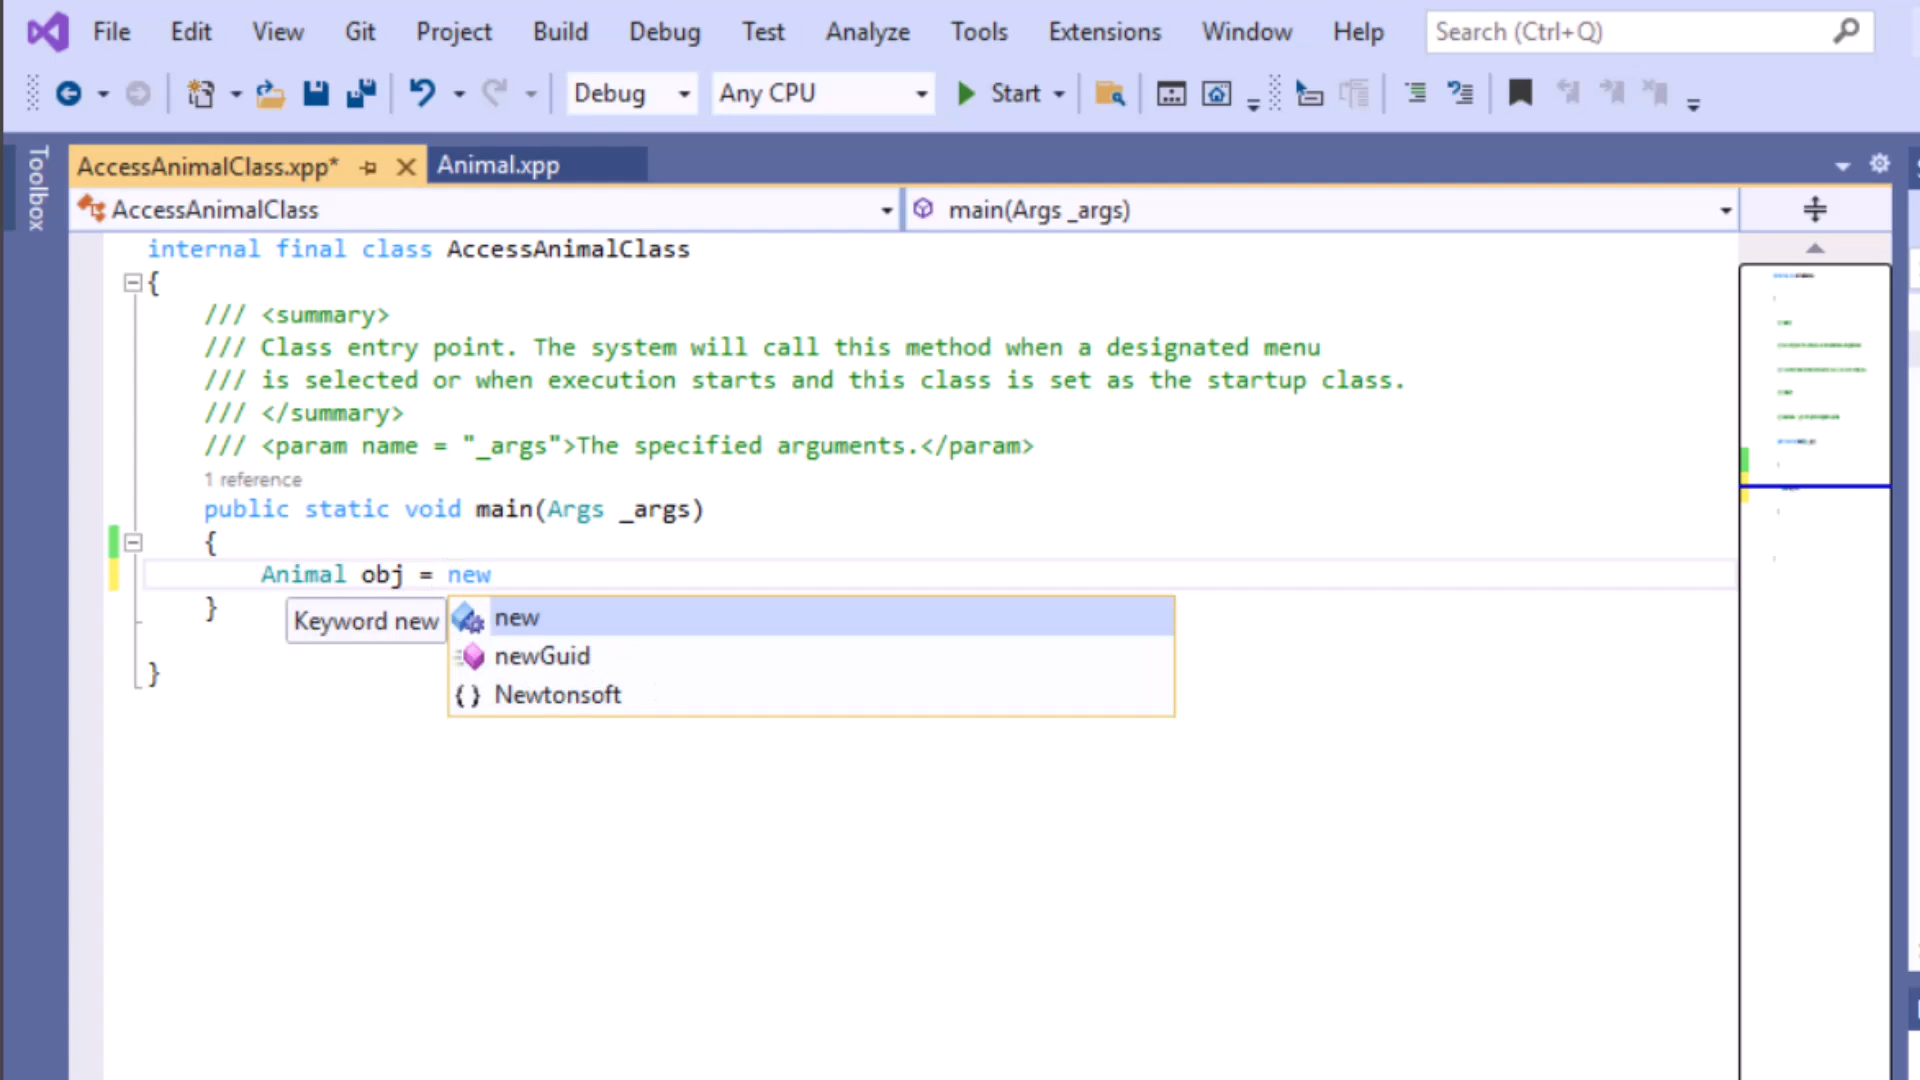 File Edit View Git Project Build Debug Test Analyze Tools Extensions Window Help Search (Ctrl+Q)
Debug Any CPU Start
Toolbox
AccessAnimalClass.xpp* Animal.xpp
AccessAnimalClass main(Args _args)
internal final class AccessAnimalClass
{
/// <summary>
/// Class entry point. The system will call this method when a designated menu
/// is selected or when execution starts and this class is set as the startup class.
/// </summary>
/// <param name = "_args">The specified arguments.</param>
1 reference
public static void main(Args _args)
{
Animal obj = new
}
Keyword new
new
newGuid
{ } Newtonsoft
}